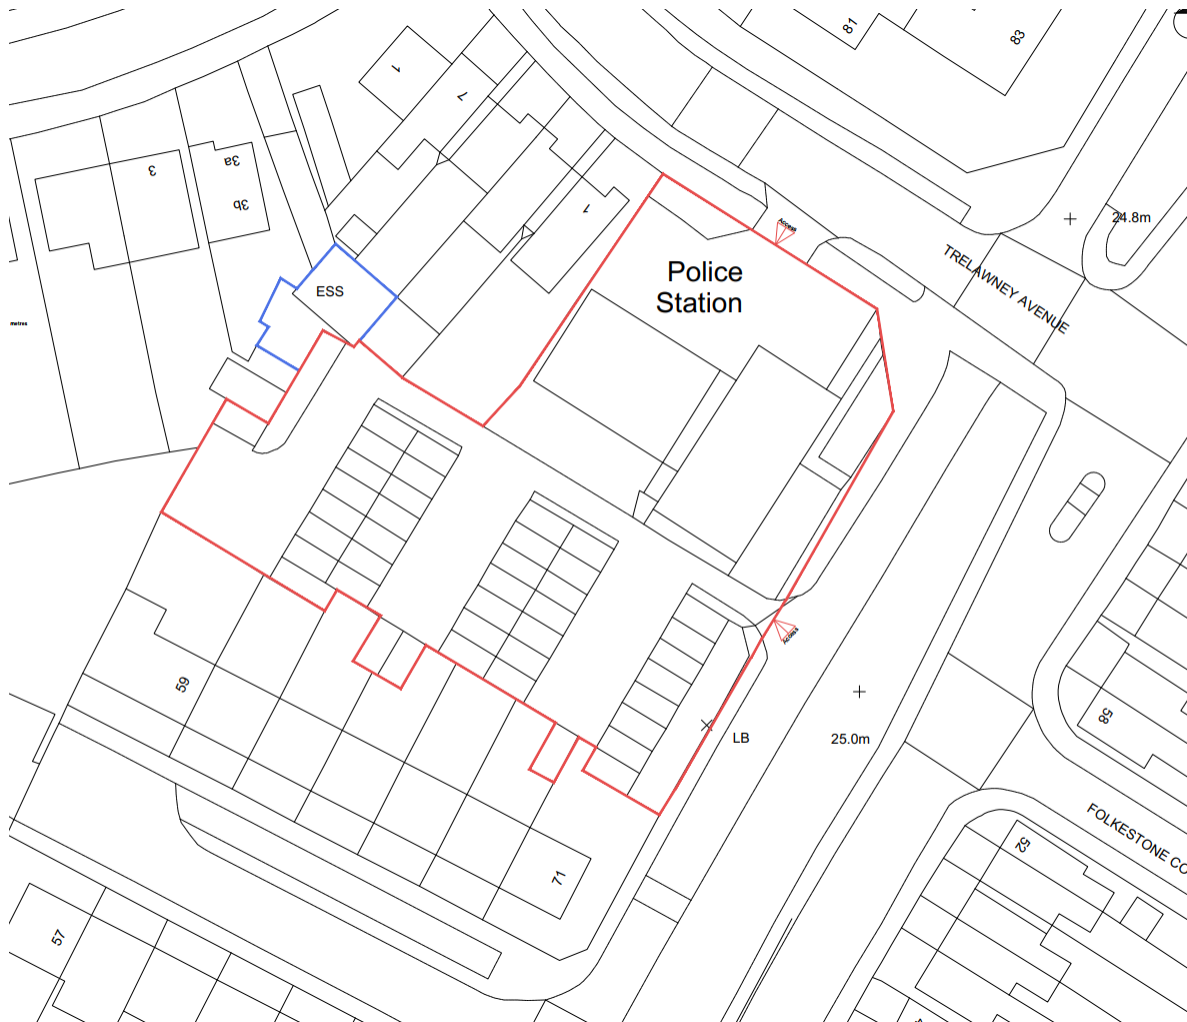 81
83
1
7
3
3a
3b
1
Access
24.8m
TRELAWNEY AVENUE
Police
Station
ESS
metres
Access
59
LB
25.0m
58
FOLKESTONE CO
52
71
57